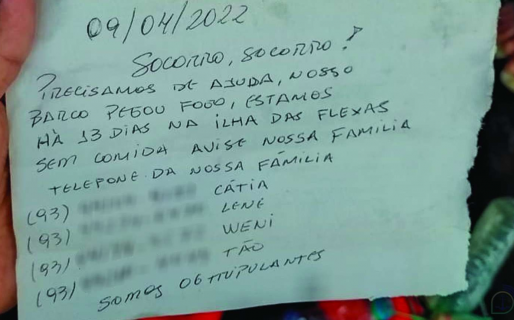 09/04/2022
SOCORRO, SOCORRO!
PRECISAMOS DE AJUDA, NOSSO
BARCO PEGOU FOGO, ESTAMOS
HÁ 13 DIAS NA ILHA DAS FLEXAS
SEM COMIDA AVISE NOSSA FAMILIA
TELEFONE DA NOSSA FÁMILIA
(93) CÁTIA
(93) LENE
(93) WENI
(93) TÃO
SOMOS 06 TRIPULANTES